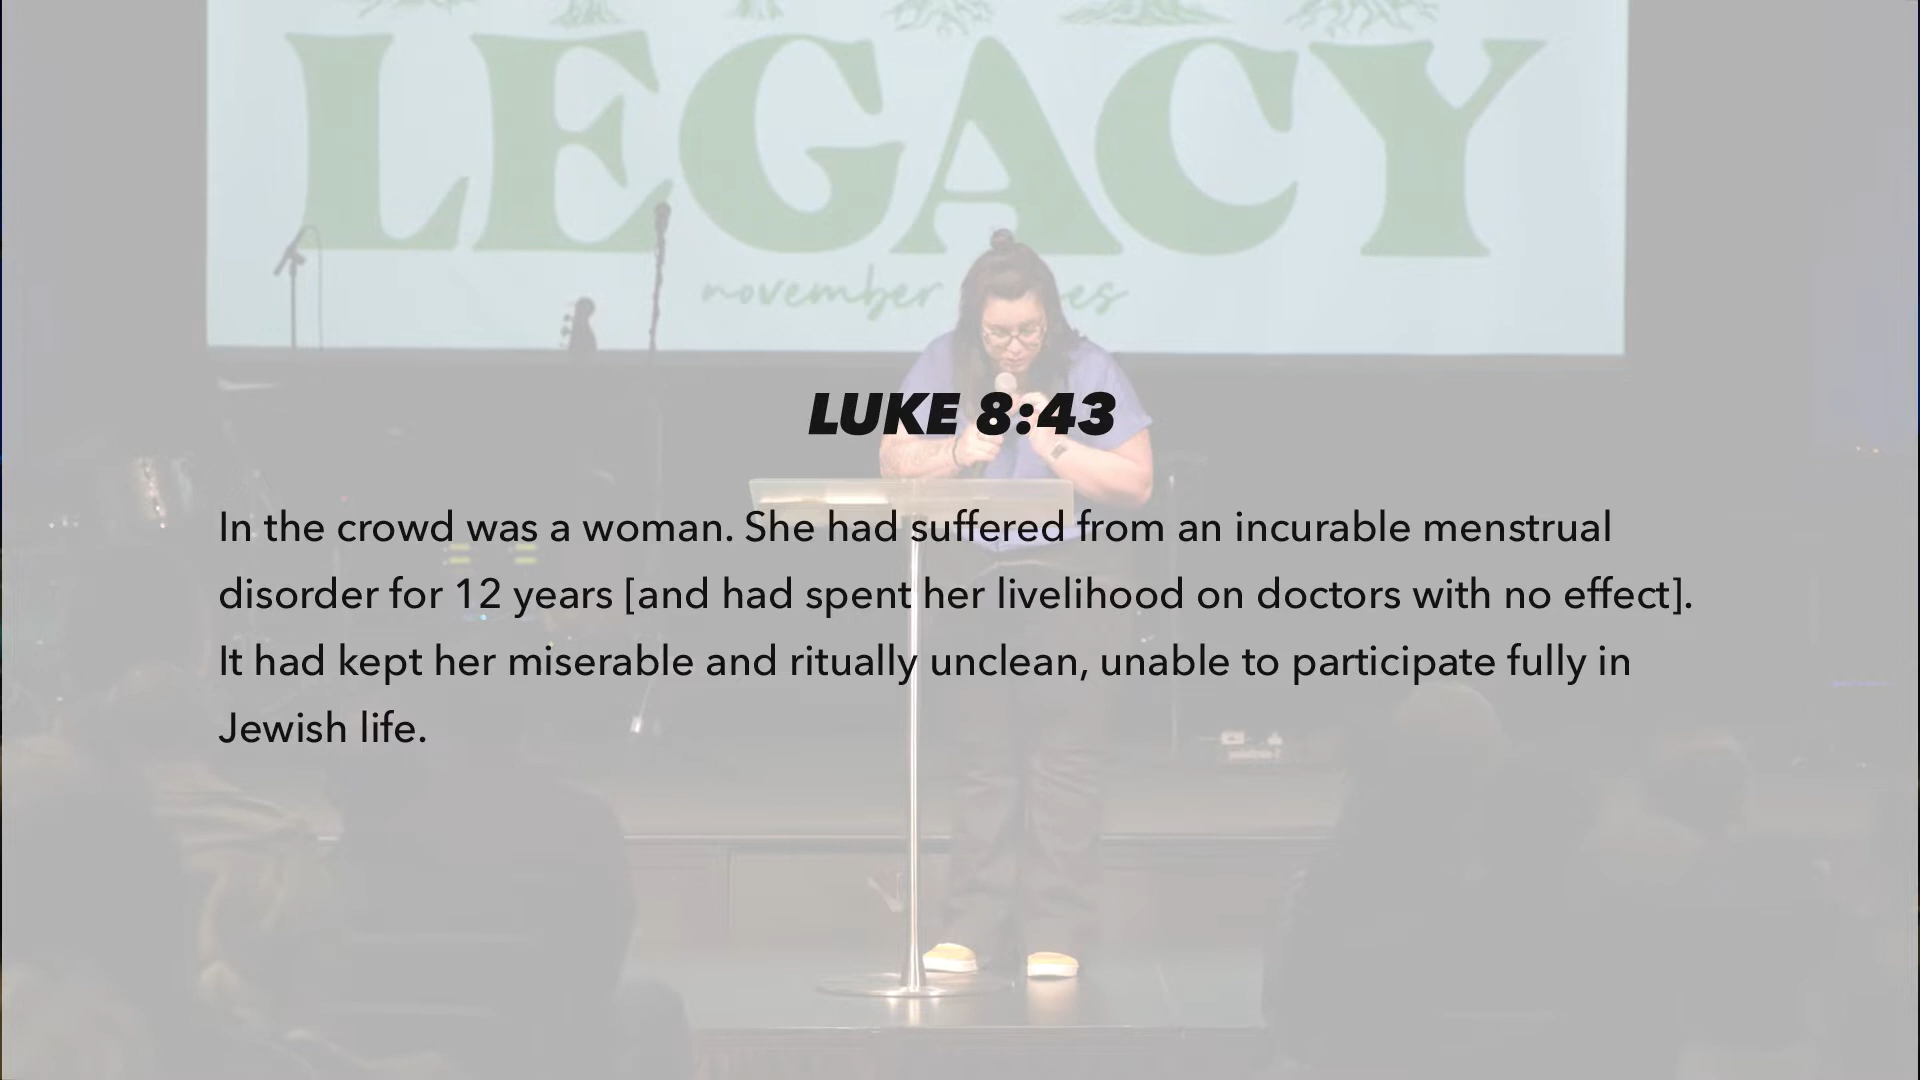 LEGACY
november
LUKE 8:43
In the crowd was a woman. She had suffered from an incurable menstrual
disorder for 12 years [and had spent her livelihood on doctors with no effect].
It had kept her miserable and ritually unclean, unable to participate fully in
Jewish life.